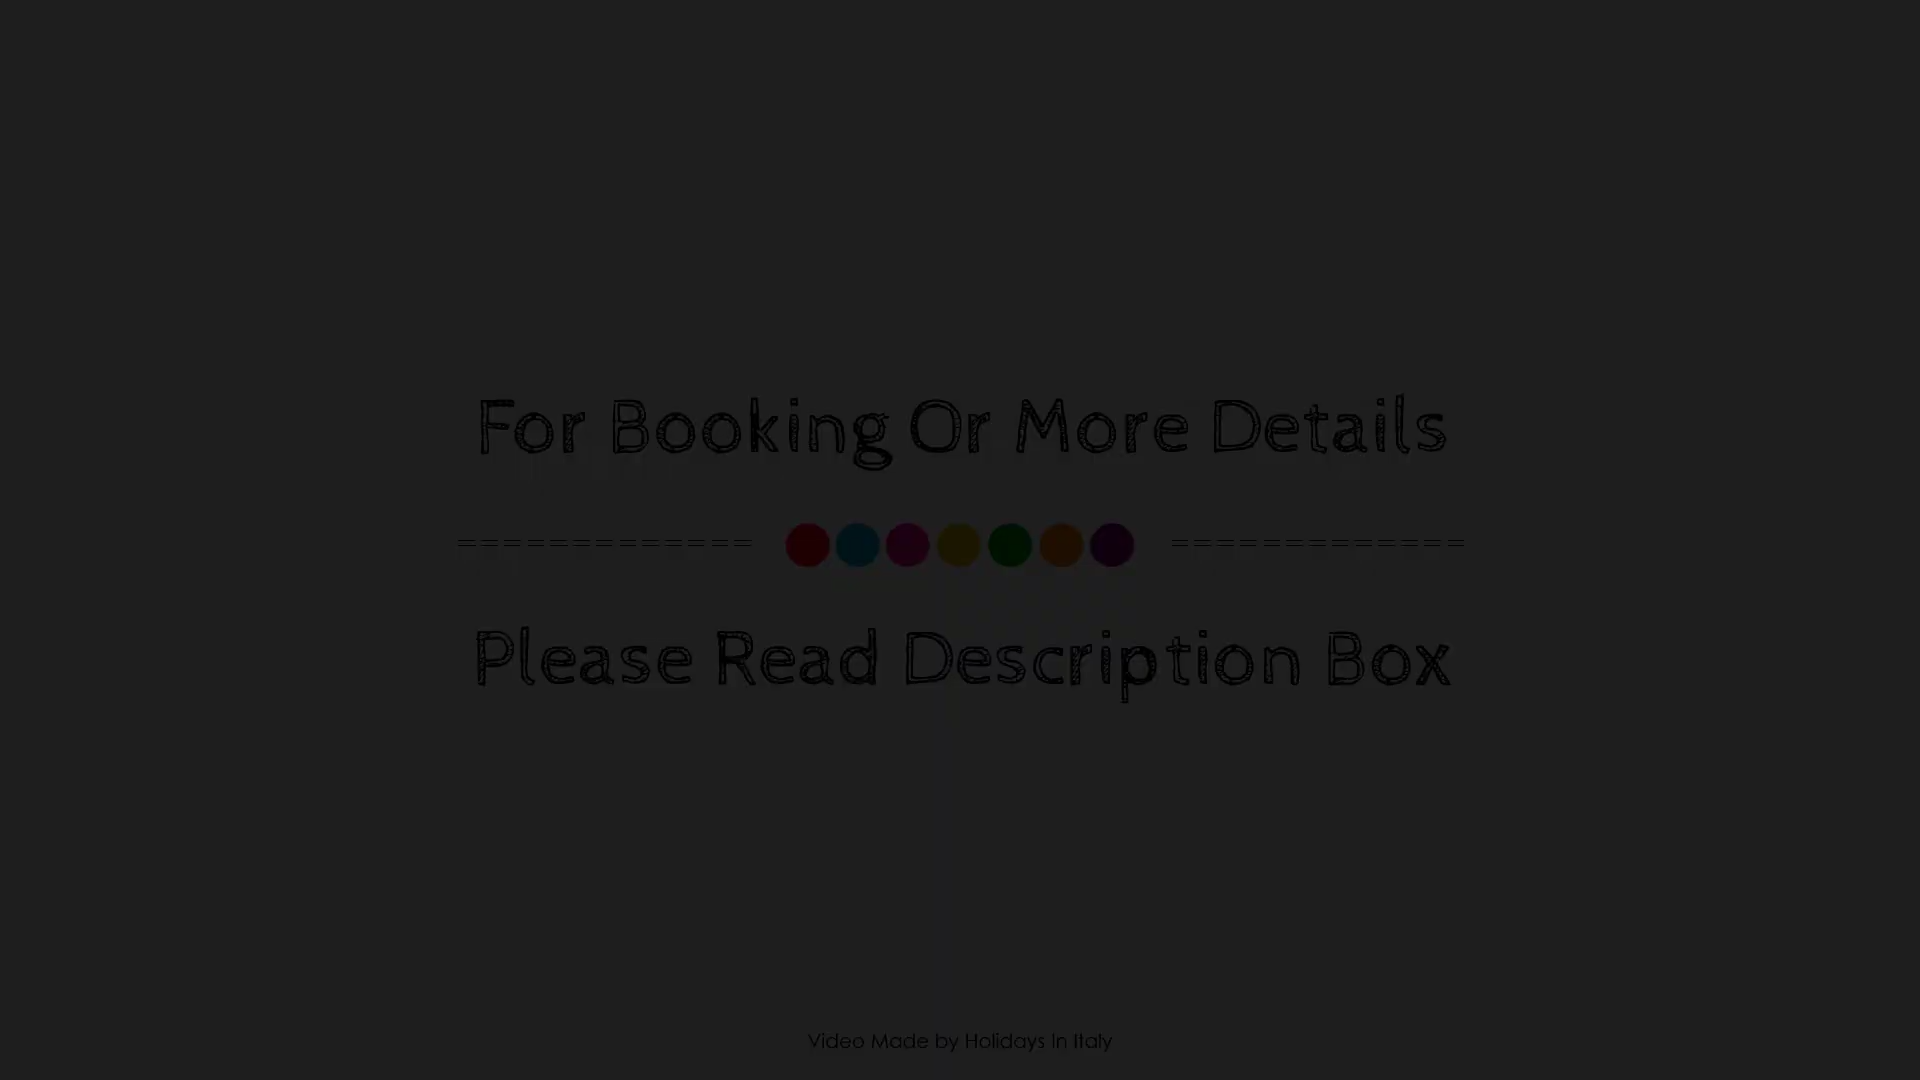 For Booking Or More Details
============= =============
Please Read Description Box
Video Made by Holidays In Italy